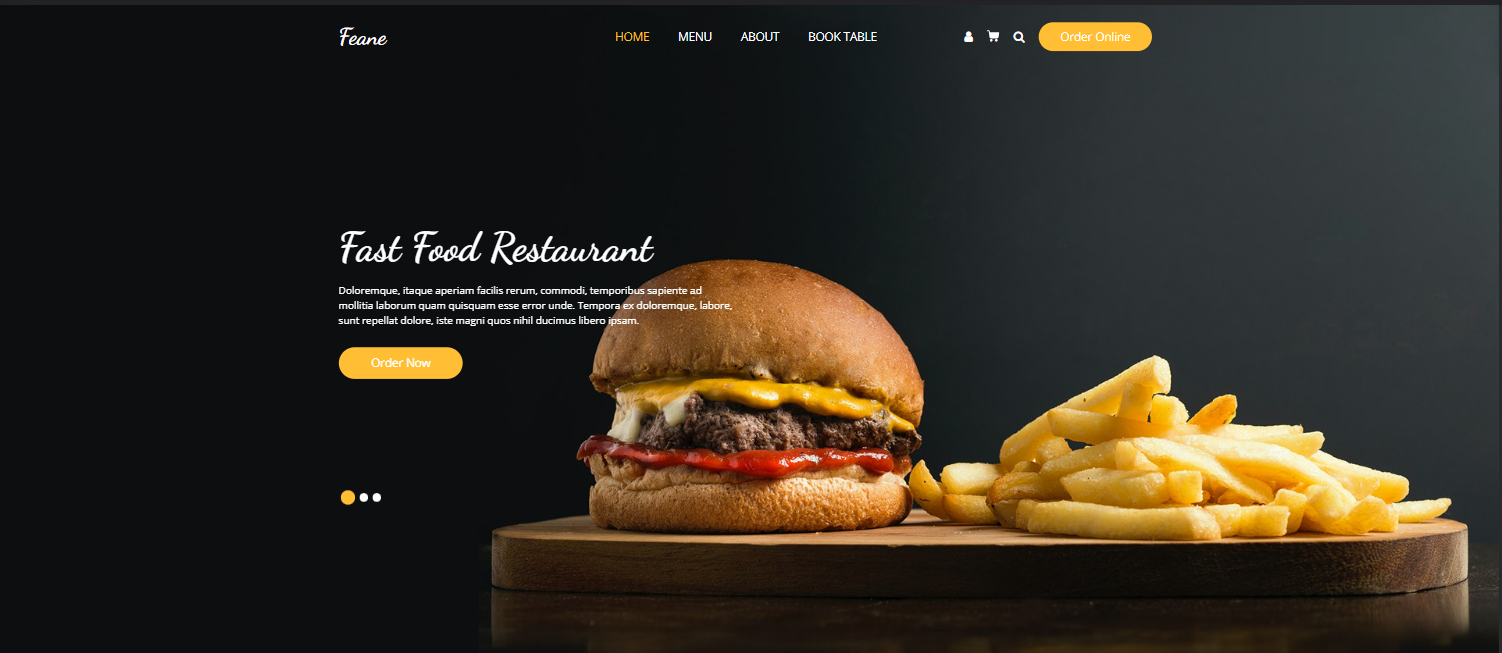 Feane
HOME MENU ABOUT BOOK TABLE
Order Online
Fast Food Restaurant
Doloremque, itaque aperiam facilis rerum, commodi, temporibus sapiente ad
mollitia laborum quam quisquam esse error unde. Tempora ex doloremque, labore,
sunt repellat dolore, iste magni quos nihil ducimus libero ipsam.
Order Now